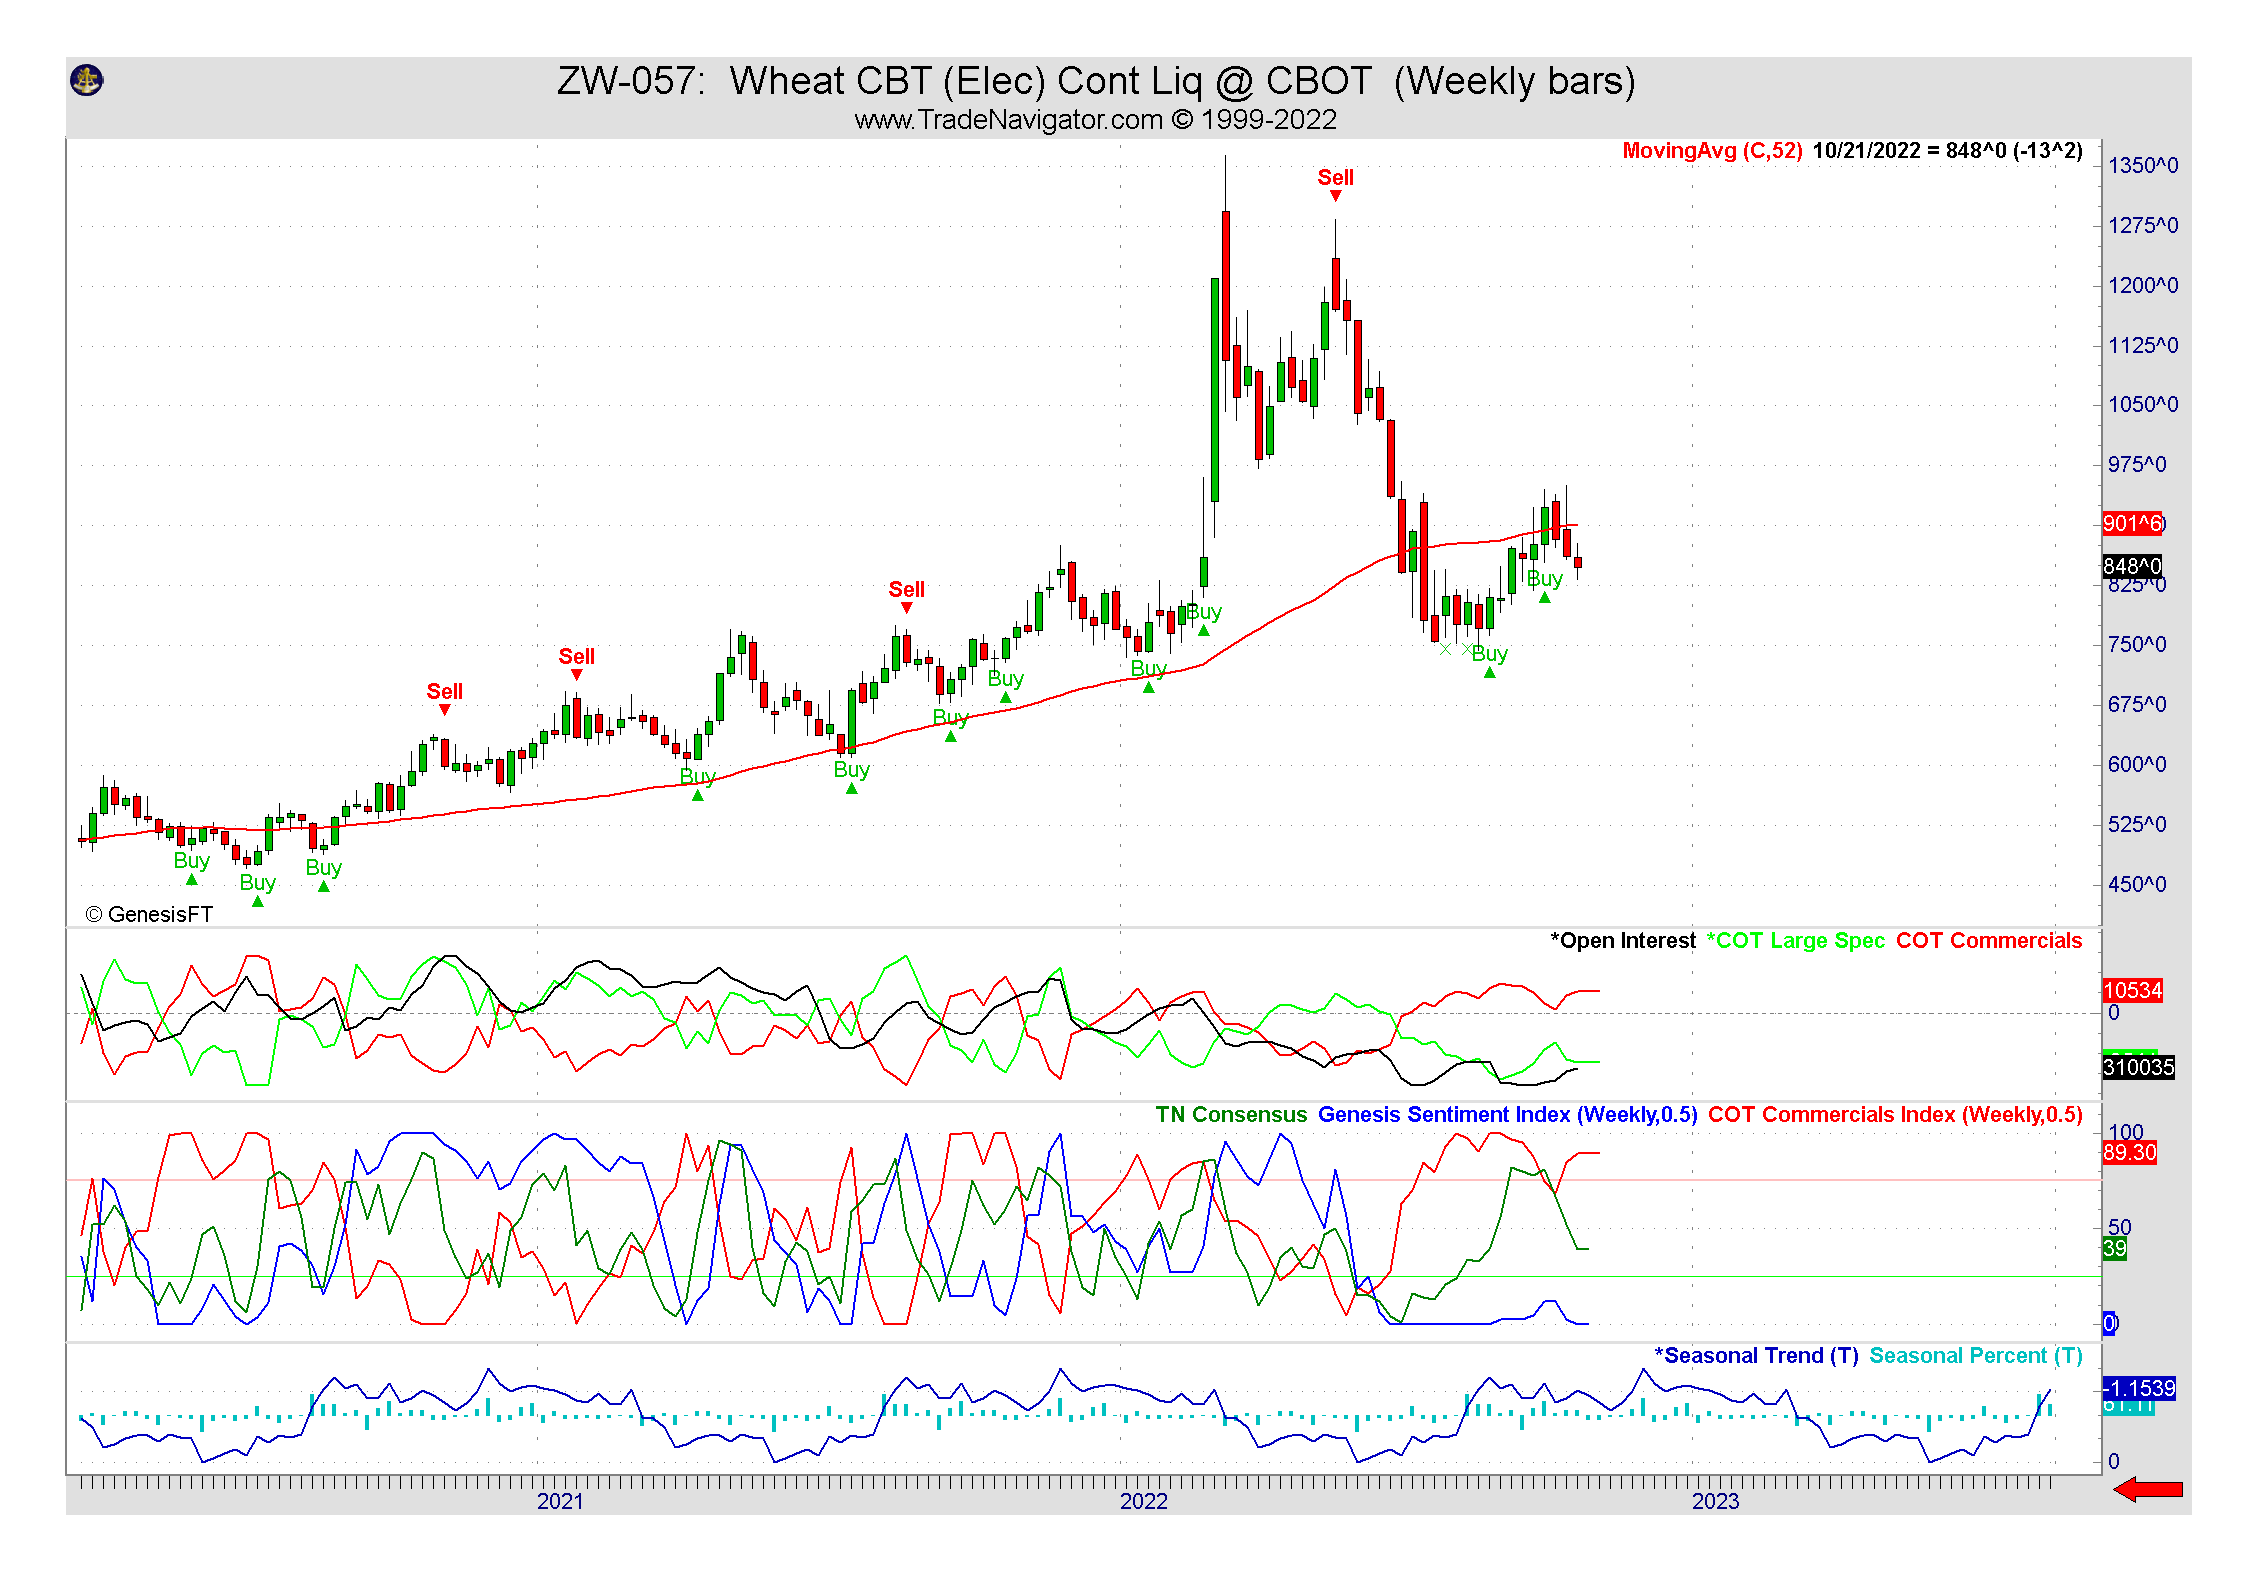 ZW-057: Wheat CBT (Elec) Cont Liq @ CBOT (Weekly bars)
www.TradeNavigator.com © 1999-2022
MovingAvg (C,52) 10/21/2022 = 848^0 (-13^2)
1350^0
Sell
1275^0
1200^0
1125^0
1050^0
975^0
901^6
848^0
825^0
Buy
Sell
Buy
750^0
Buy
Sell
Buy
Buy
Sell
675^0
Buy
600^0
Buy
Buy
525^0
Buy
Buy
Buy
450^0
© GenesisFT
*Open Interest *COT Large Spec COT Commercials
10534
0
310035
TN Consensus Genesis Sentiment Index (Weekly,0.5) COT Commercials Index (Weekly,0.5)
100
89.30
50
39
0
*Seasonal Trend (T) Seasonal Percent (T)
-1.1539
61.11
0
2021 2022 2023